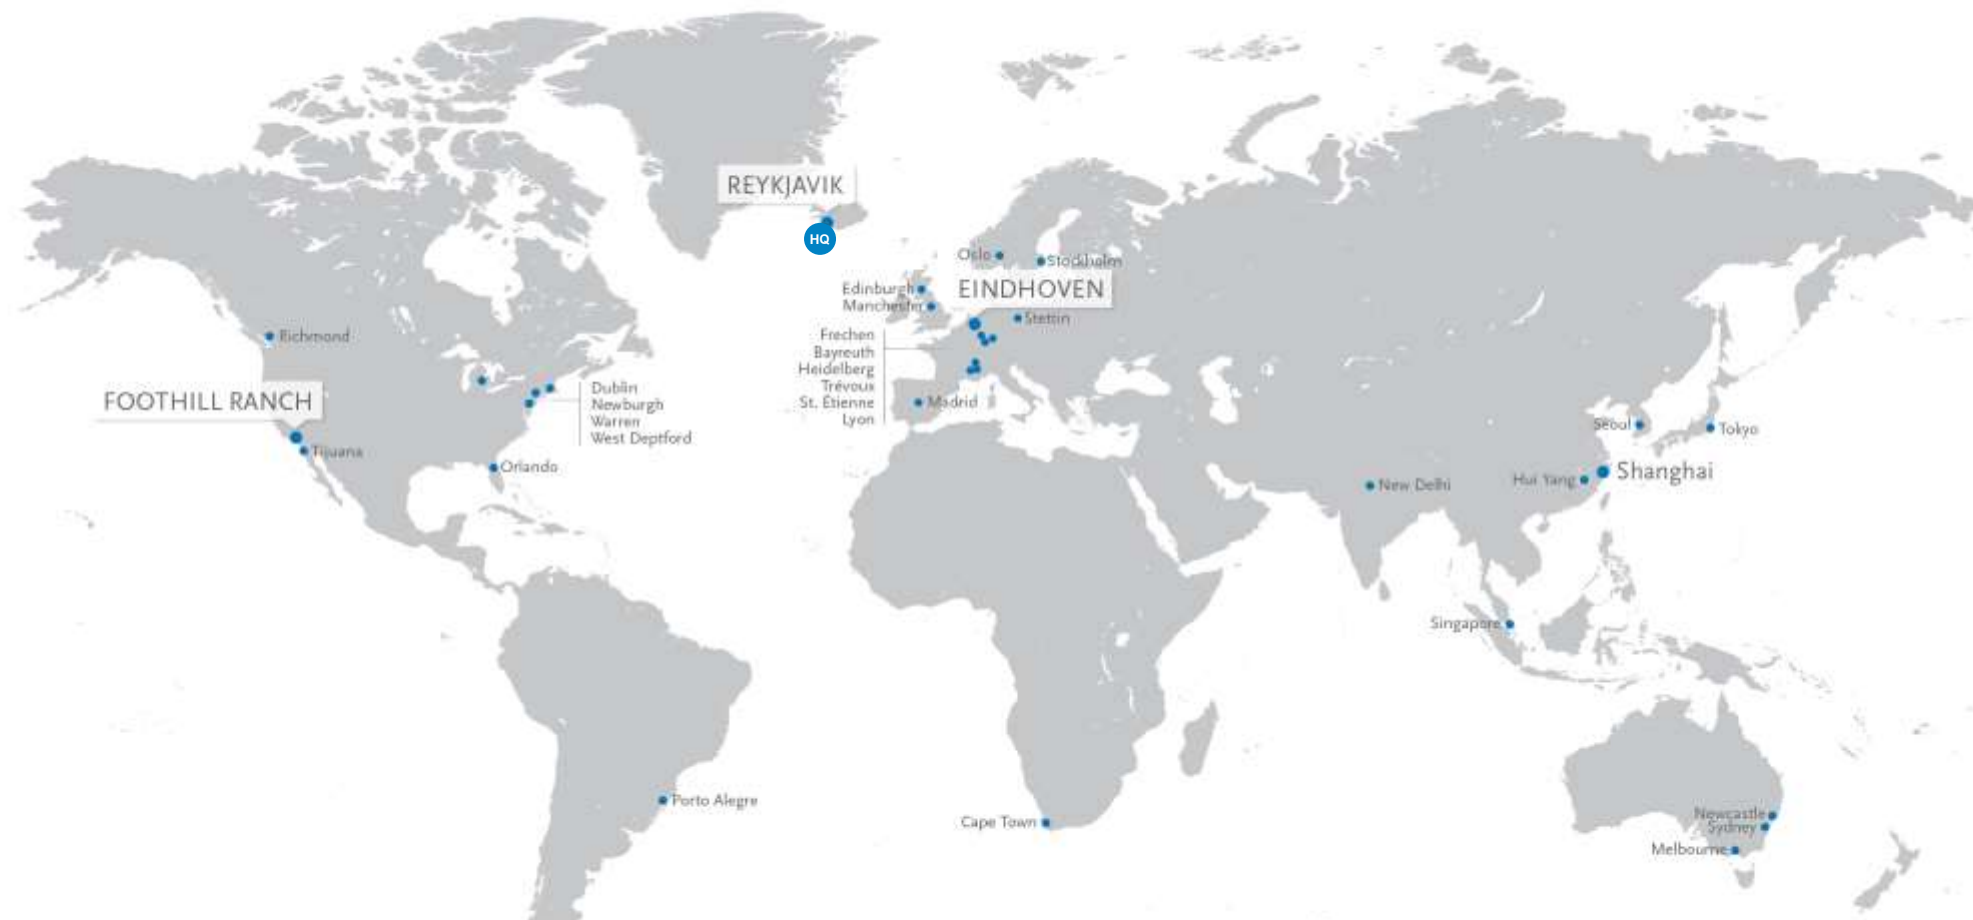 REYKJAVIK
HQ
Oslo
Stockholm
Edinburgh
EINDHOVEN
Manchester
Stettin
Richmond
Frechen
Bayreuth
Heidelberg
Trévoux
St. Étienne
Lyon
Madrid
FOOTHILL RANCH
Dublin
Newburgh
Warren
West Deptford
Tijuana
Orlando
Seoul
Tokyo
Shanghai
Hui Yang
New Delhi
Singapore
Porto Alegre
Cape Town
Newcastle
Sydney
Melbourne